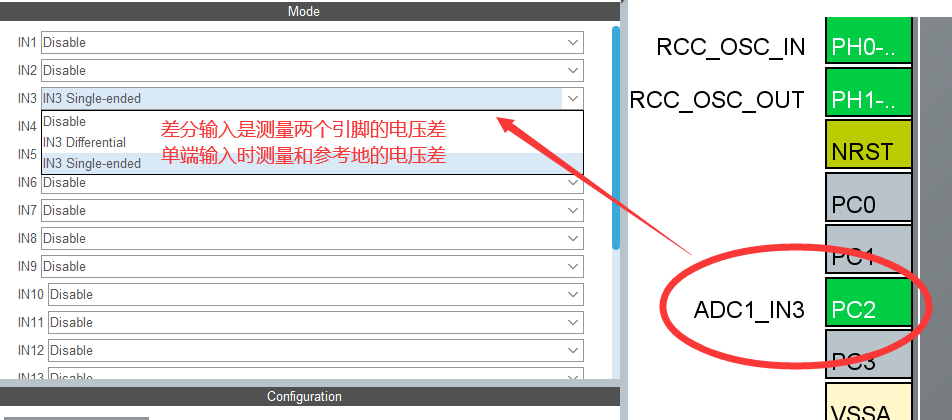 Mode
IN1 Disable
IN2 Disable
IN3 IN3 Single-ended
IN4 Disable
IN3 Differential
IN5 IN3 Single-ended
差分输入是测量两个引脚的电压差
单端输入时测量和参考地的电压差
IN6 Disable
IN7 Disable
IN8 Disable
IN9 Disable
IN10 Disable
IN11 Disable
IN12 Disable
IN13 Disable
Configuration
RCC_OSC_IN PH0-..
RCC_OSC_OUT PH1-..
NRST
PC0
PC1
ADC1_IN3 PC2
PC3
VSSA